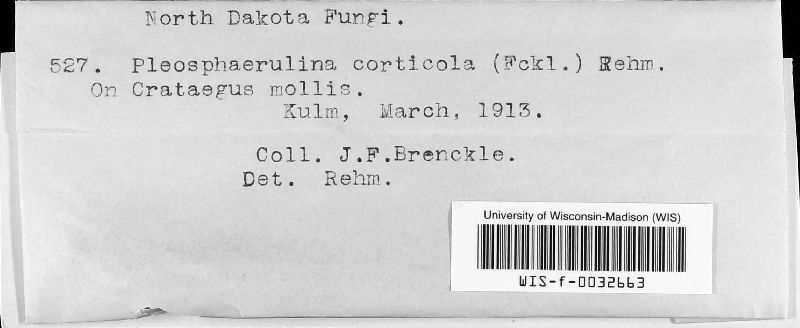 North Dakota Fungi.
527. Pleosphaerulina corticola (Fckl.) Rehm.
On Crataegus mollis.
Kulm, March, 1913.
Coll. J.F.Brenckle.
Det. Rehm.
University of Wisconsin-Madison (WIS)
WIS-f-0032663